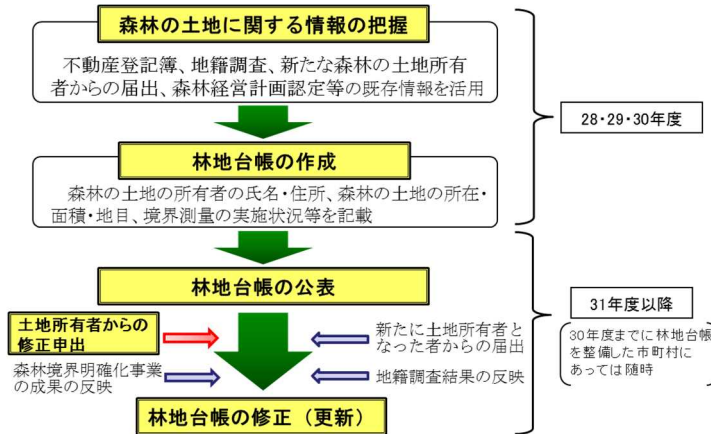 森林の土地に関する情報の把握
不動産登記簿、地籍調査、新たな森林の土地所有
者からの届出、森林経営計画認定等の既存情報を活用
28・29・30年度
林地台帳の作成
森林の土地の所有者の氏名・住所、森林の土地の所在・
面積・地目、境界測量の実施状況等を記載
林地台帳の公表
31年度以降
30年度までに林地台帳
を整備した市町村に
あっては随時
土地所有者からの
修正申出
新たに土地所有者と
なった者からの届出
森林境界明確化事業
の成果の反映
地籍調査結果の反映
林地台帳の修正（更新）